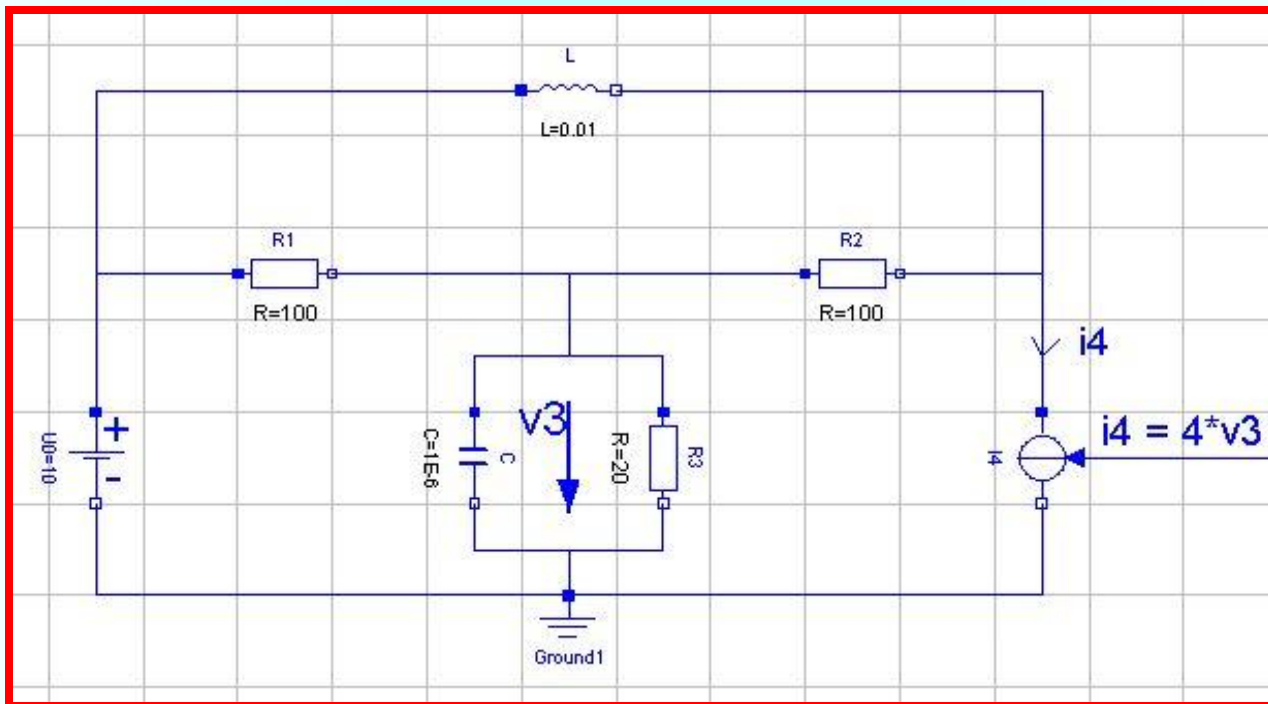 L
L=0.01
R1
R=100
R2
R=100
i4
U0=10
+
-
C=1E-6
C
v3
R=20
R3
I4
i4 = 4*v3
Ground1